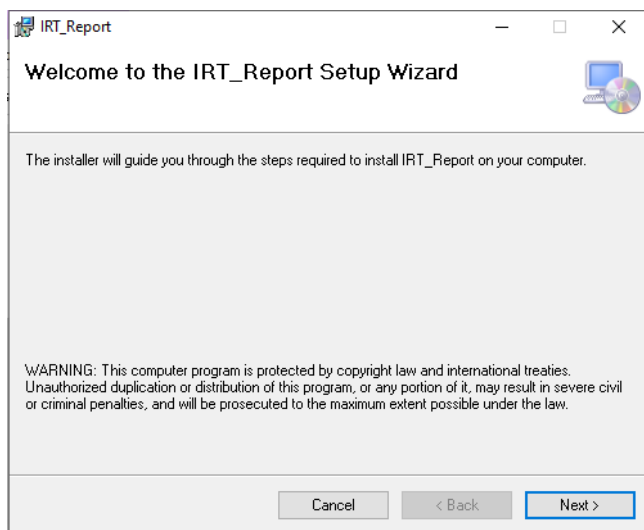 IRT_Report
Welcome to the IRT_Report Setup Wizard
The installer will guide you through the steps required to install IRT_Report on your computer.
WARNING: This computer program is protected by copyright law and international treaties.
Unauthorized duplication or distribution of this program, or any portion of it, may result in severe civil
or criminal penalties, and will be prosecuted to the maximum extent possible under the law.
Cancel
< Back
Next >